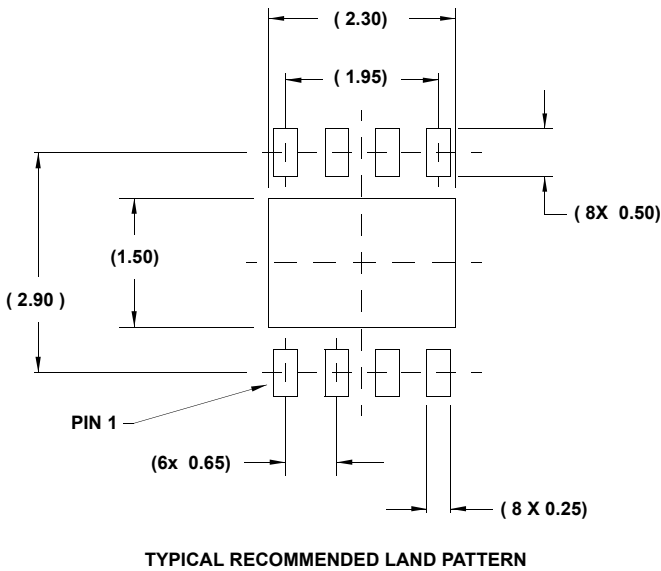 ( 2.30)
( 1.95)
( 8X 0.50)
(1.50)
( 2.90 )
PIN 1
(6x 0.65)
( 8 X 0.25)
TYPICAL RECOMMENDED LAND PATTERN